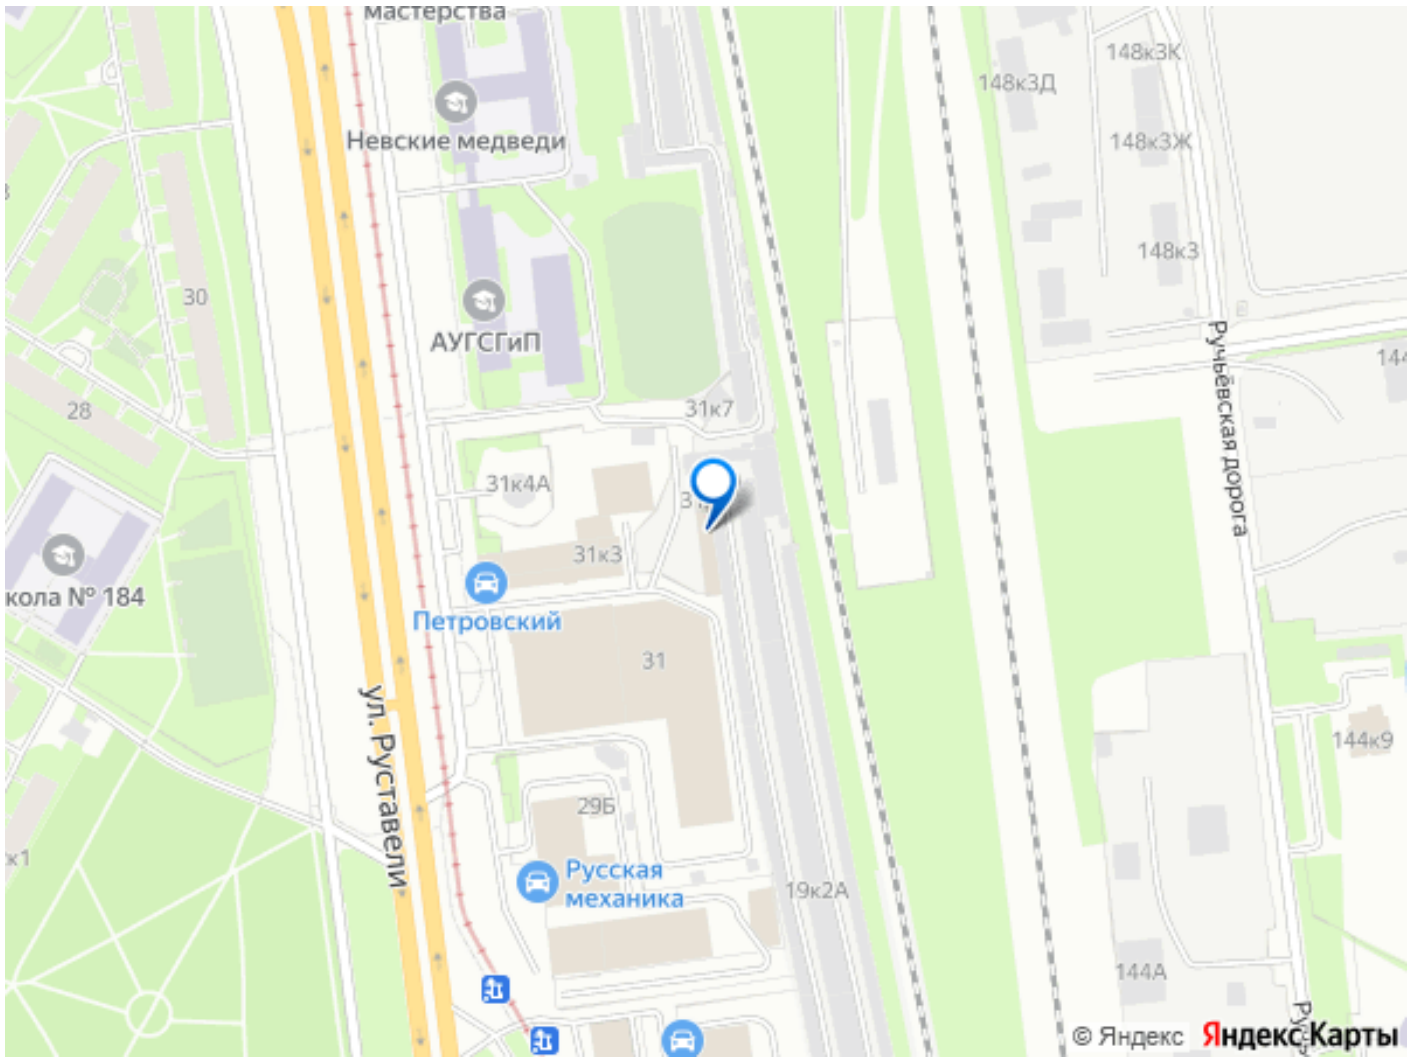 мастерства
148к3К
148к3Д
Невские медведи
148к3Ж
148к3
30
АУГСГиП
Ручьёвская дорога
144
28
31к7
31к4А
31к3
кола № 184
Петровский
31
ул. Руставели
144к9
29Б
к1
Русская
механика
19к2А
144А
© Яндекс
Яндекс Карты